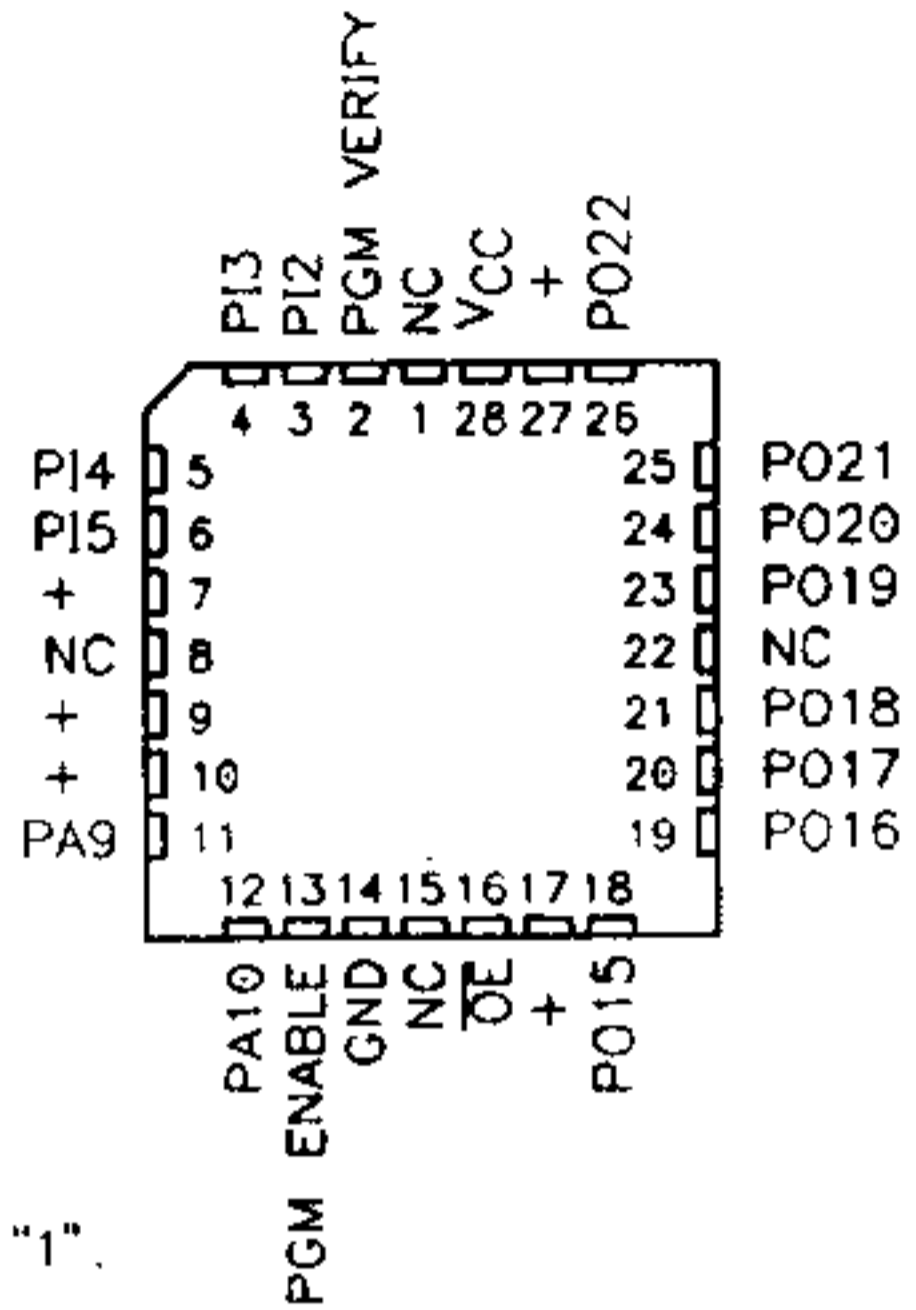 PI3 PI2 PGM VERIFY NC VCC + PO22
4 3 2 1 28 27 26
PI4 5 25 PO21
PI5 6 24 PO20
+ 7 23 PO19
NC 8 22 NC
+ 9 21 PO18
+ 10 20 PO17
PA9 11 19 PO16
12 13 14 15 16 17 18
PA10 PGM ENABLE GND NC O̅E̅ + PO15
"1".